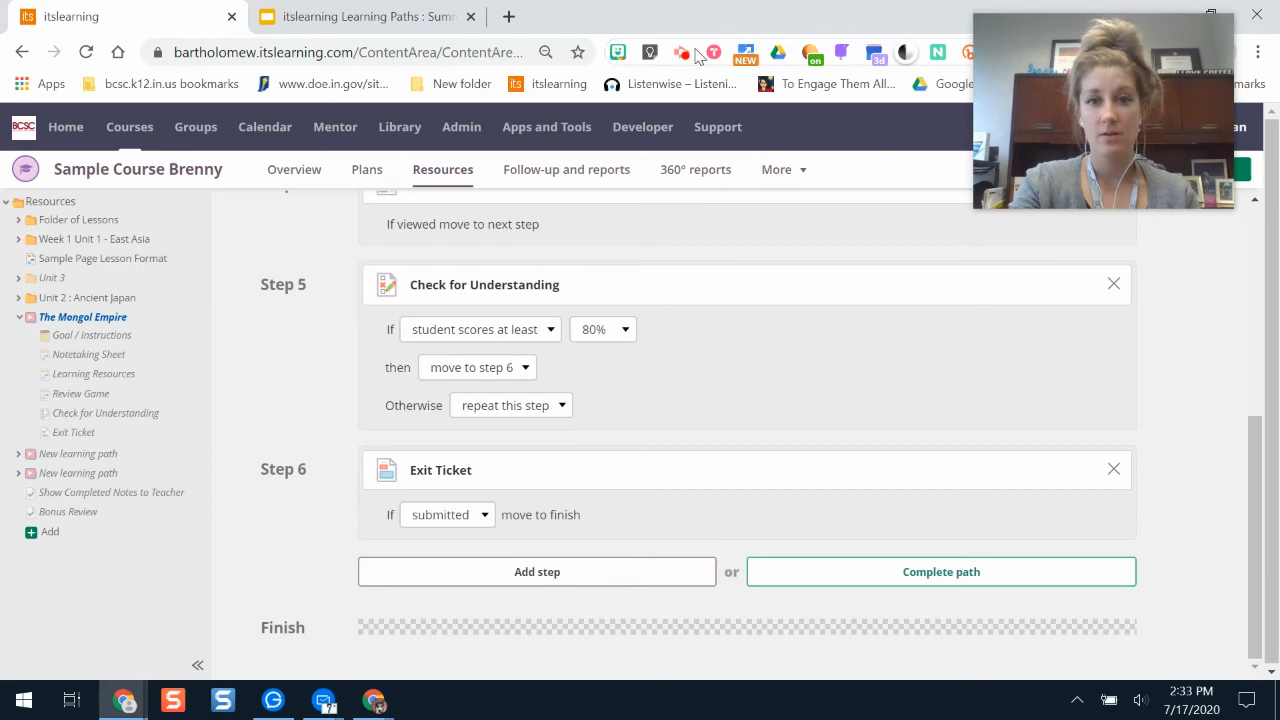 itslearning
itslearning Learning Paths : Sum
bartholomew.itslearning.com/ContentArea/ContentAre...
NEW
on
3d
Apps
bcsc.k12.in.us bookmarks
www.doe.in.gov/sit...
New folder
itslearning
Listenwise – Listeni...
To Engage Them All...
Google
BCSC
Home
Courses
Groups
Calendar
Mentor
Library
Admin
Apps and Tools
Developer
Support
Sample Course Brenny
Overview
Plans
Resources
Follow-up and reports
360° reports
More
Resources
Folder of Lessons
Week 1 Unit 1 - East Asia
Sample Page Lesson Format
Unit 3
Unit 2 : Ancient Japan
The Mongol Empire
Goal / Instructions
Notetaking Sheet
Learning Resources
Review Game
Check for Understanding
Exit Ticket
New learning path
New learning path
Show Completed Notes to Teacher
Bonus Review
Add
If viewed move to next step
Step 5
Check for Understanding
If student scores at least 80%
then move to step 6
Otherwise repeat this step
Step 6
Exit Ticket
If submitted move to finish
Add step or Complete path
Finish
2:33 PM
7/17/2020